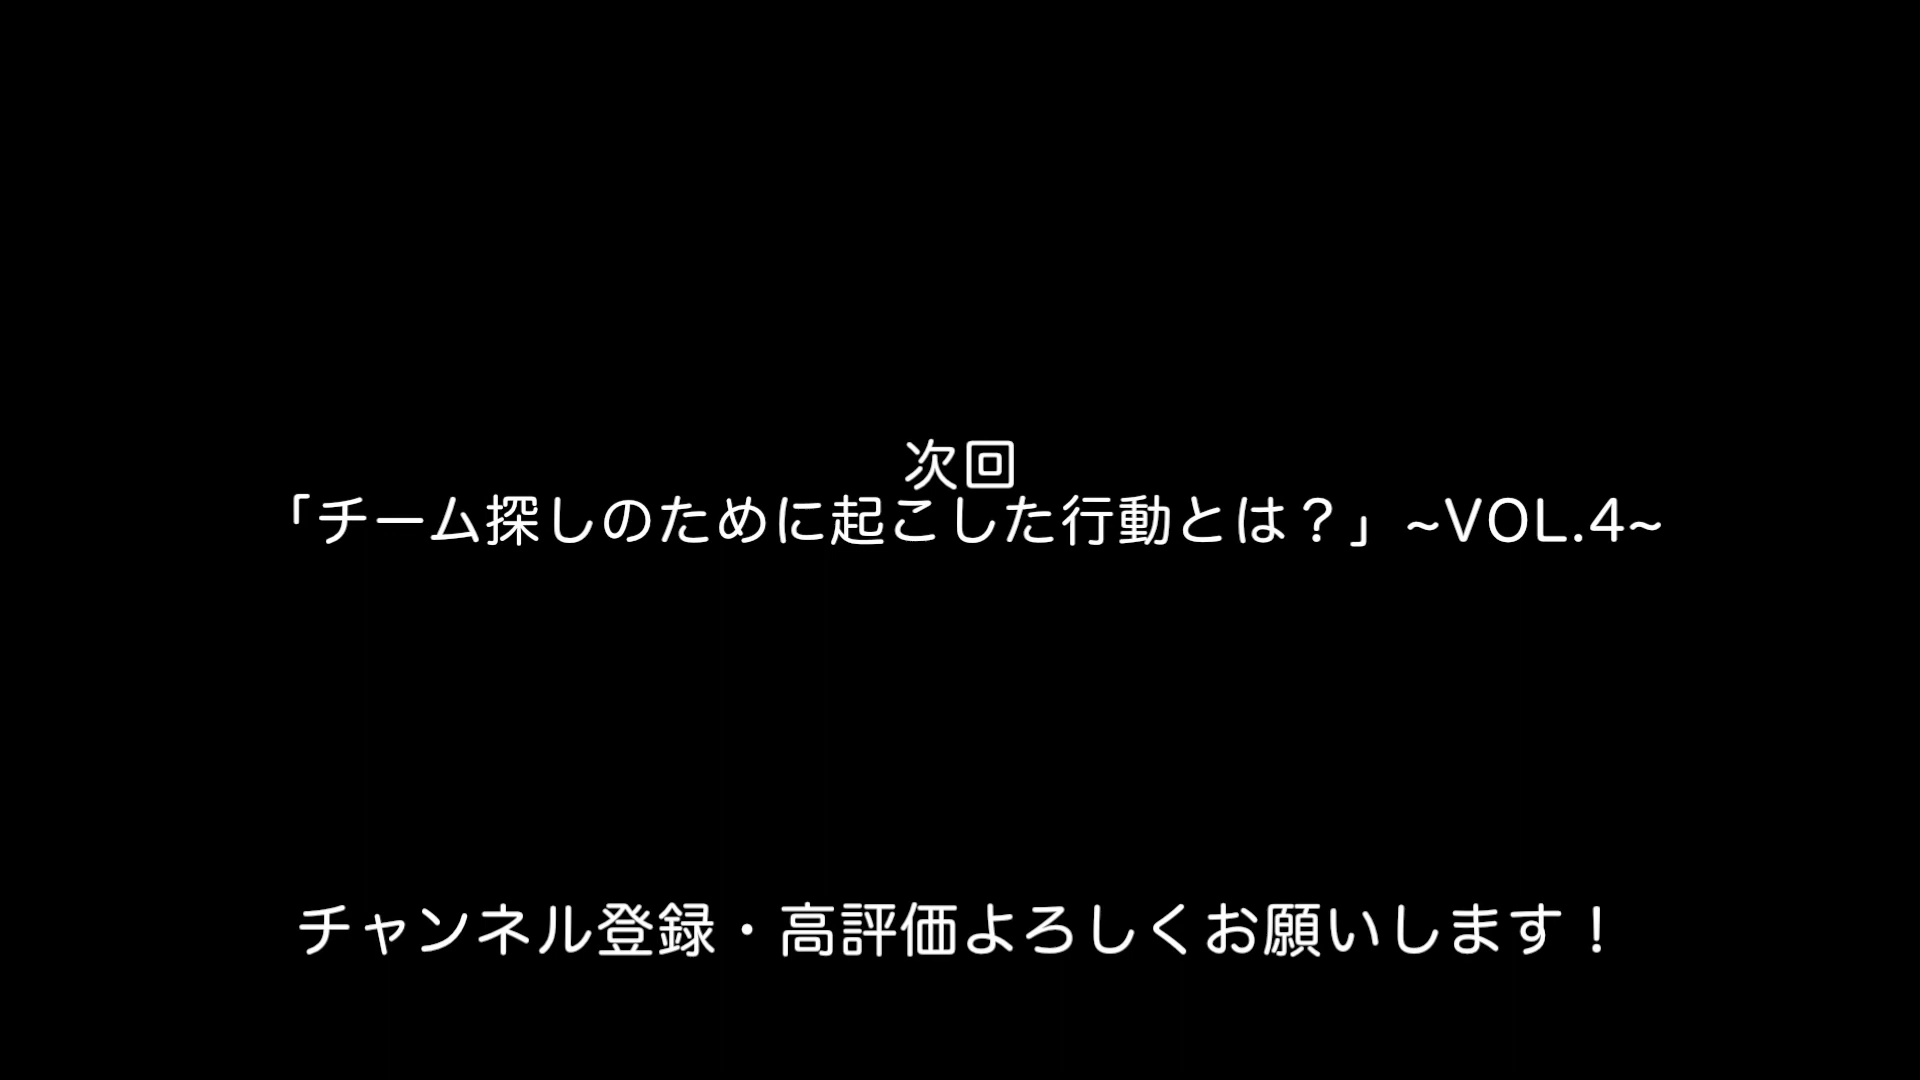 次回
「チーム探しのために起こした行動とは？」~VOL.4~
チャンネル登録・高評価よろしくお願いします！